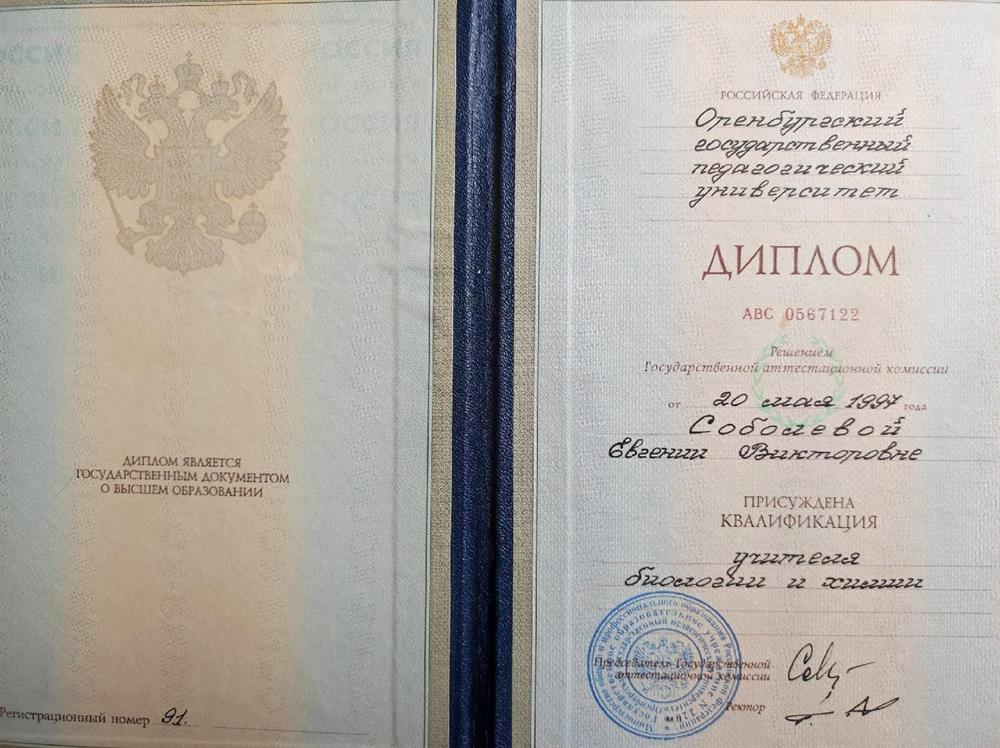 ДИПЛОМ ЯВЛЯЕТСЯ
ГОСУДАРСТВЕННЫМ ДОКУМЕНТОМ
О ВЫСШЕМ ОБРАЗОВАНИИ
Регистрационный номер 91.
РОССИЙСКАЯ ФЕДЕРАЦИЯ
Оренбургский
государственный
педагогический
университет
ДИПЛОМ
АВС 0567122
Решением
Государственной аттестационной комиссии
от 20 мая 1997 года
Соболевой
Евгении Викторовне
ПРИСУЖДЕНА
КВАЛИФИКАЦИЯ
учителя
биологии и химии
Председатель Государственной
аттестационной комиссии
Ректор